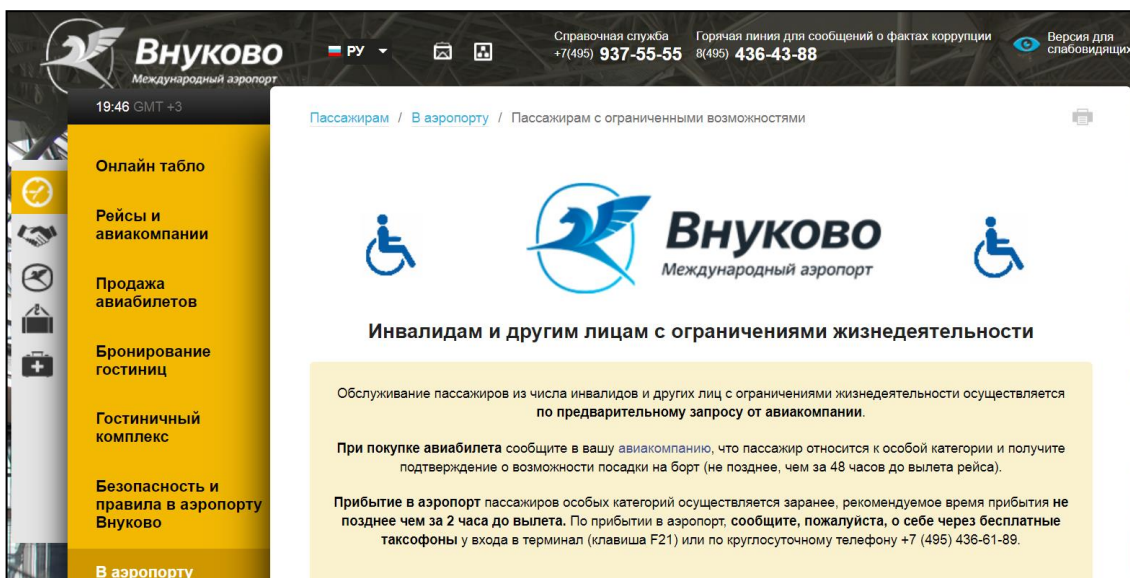 Внуково
Международный аэропорт
РУ
Справочная служба
+7(495) 937-55-55
Горячая линия для сообщений о фактах коррупции
8(495) 436-43-88
Версия для
слабовидящих
19:46 GMT +3
Онлайн табло
Рейсы и
авиакомпании
Продажа
авиабилетов
Бронирование
гостиниц
Гостиничный
комплекс
Безопасность и
правила в аэропорту
Внуково
В аэропорту
Пассажирам / В аэропорту / Пассажирам с ограниченными возможностями
Внуково
Международный аэропорт
Инвалидам и другим лицам с ограничениями жизнедеятельности
Обслуживание пассажиров из числа инвалидов и других лиц с ограничениями жизнедеятельности осуществляется
по предварительному запросу от авиакомпании.
При покупке авиабилета сообщите в вашу авиакомпанию, что пассажир относится к особой категории и получите
подтверждение о возможности посадки на борт (не позднее, чем за 48 часов до вылета рейса).
Прибытие в аэропорт пассажиров особых категорий осуществляется заранее, рекомендуемое время прибытия не
позднее чем за 2 часа до вылета. По прибытии в аэропорт, сообщите, пожалуйста, о себе через бесплатные
таксофоны у входа в терминал (клавиша F21) или по круглосуточному телефону +7 (495) 436-61-89.